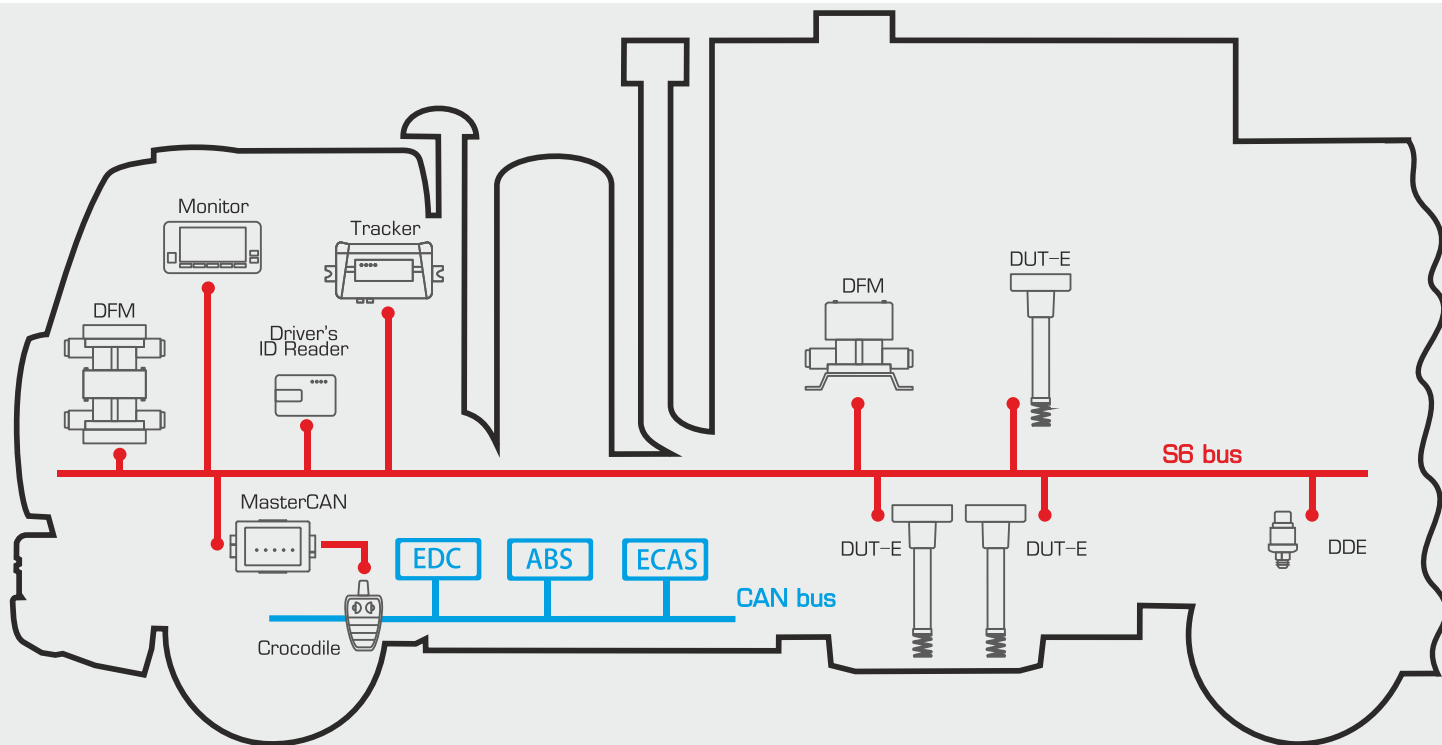 Monitor
Tracker
DUT-E
DFM
DFM
Driver's
ID Reader
S6 bus
MasterCAN
EDC
ABS
ECAS
DUT-E
DUT-E
DDE
CAN bus
Crocodile